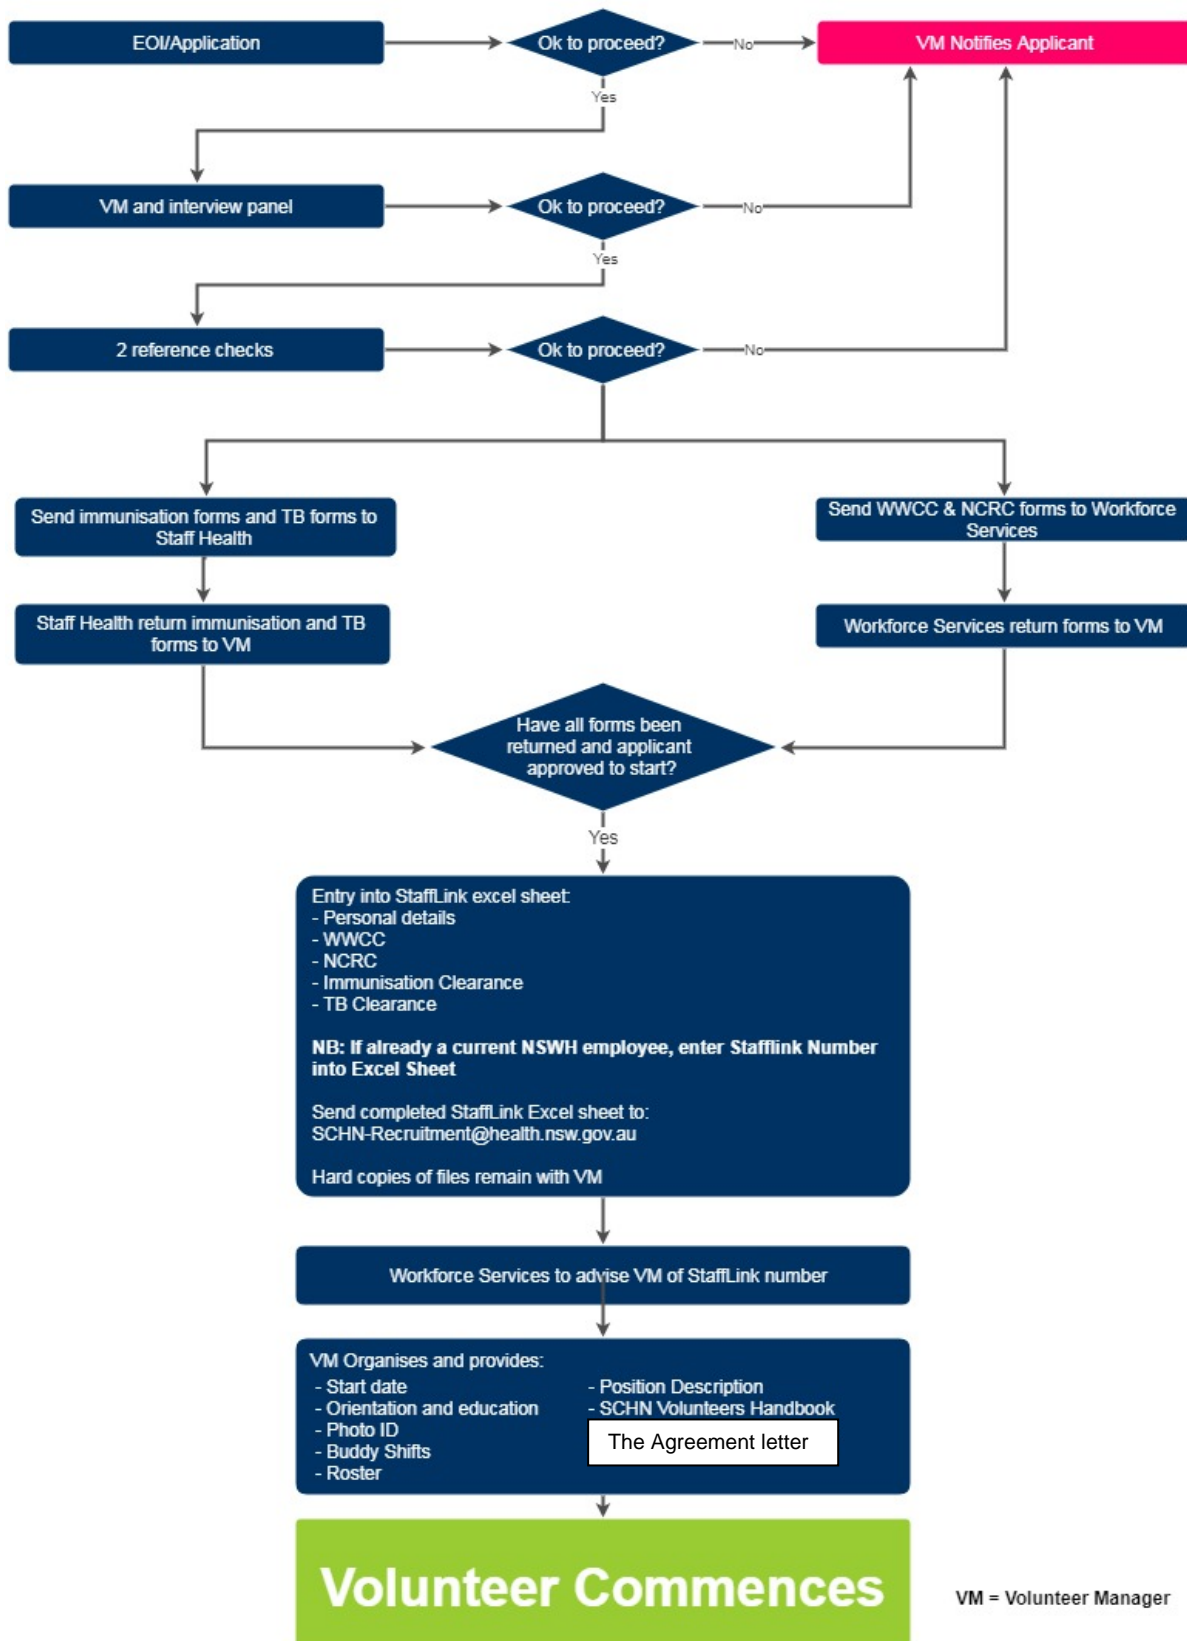 EOI/Application
Ok to proceed?
No
VM Notifies Applicant
Yes
VM and interview panel
Ok to proceed?
No
Yes
2 reference checks
Ok to proceed?
No
Send immunisation forms and TB forms to
Staff Health
Send WWCC & NCRC forms to Workforce
Services
Staff Health return immunisation and TB
forms to VM
Workforce Services return forms to VM
Have all forms been
returned and applicant
approved to start?
Yes
Entry into StaffLink excel sheet:
- Personal details
- WWCC
- NCRC
- Immunisation Clearance
- TB Clearance
NB: If already a current NSWH employee, enter Stafflink Number
into Excel Sheet
Send completed StaffLink Excel sheet to:
SCHN-Recruitment@health.nsw.gov.au
Hard copies of files remain with VM
Workforce Services to advise VM of StaffLink number
VM Organises and provides:
- Start date
- Orientation and education
- Photo ID
- Buddy Shifts
- Roster
- Position Description
- SCHN Volunteers Handbook
The Agreement letter
Volunteer Commences
VM = Volunteer Manager